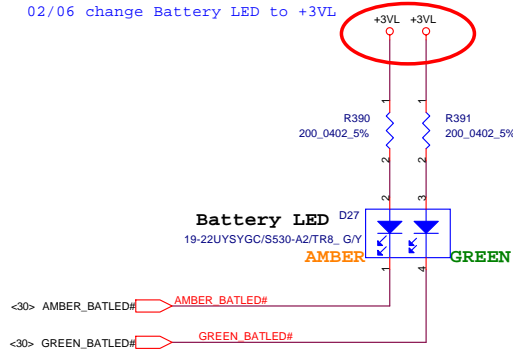 02/06 change Battery LED to +3VL
+3VL +3VL
1 1
R390 R391
200_0402_5% 200_0402_5%
2 2
2 3
Battery LED D27
19-22UYSYGC/S530-A2/TR8_ G/Y
AMBER GREEN
1 4
<30> AMBER_BATLED# AMBER_BATLED#
<30> GREEN_BATLED# GREEN_BATLED#